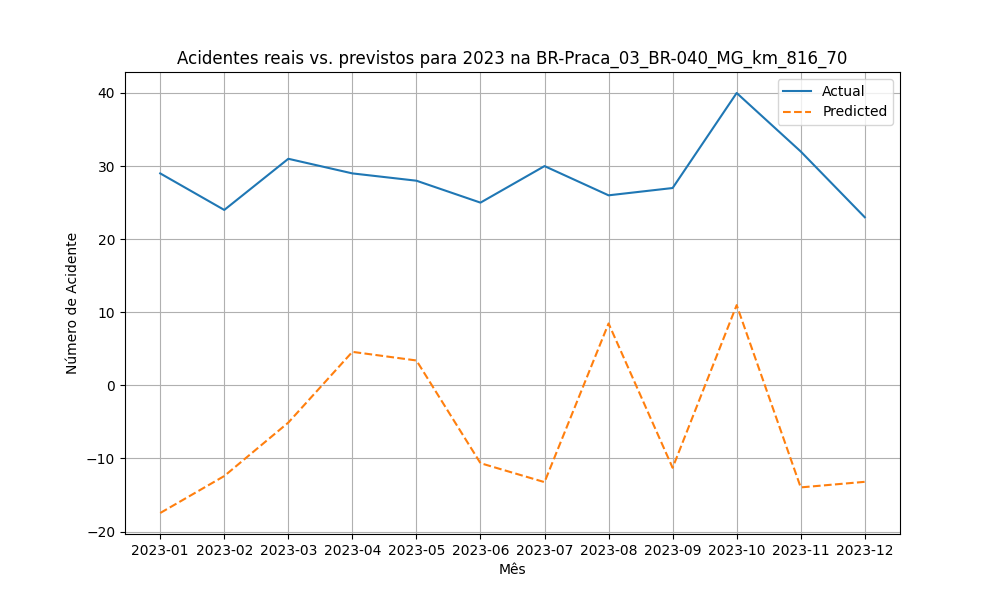 Acidentes reais vs. previstos para 2023 na BR-Praca_03_BR-040_MG_km_816_70
Actual
Predicted
Número de Acidente
40
30
20
10
0
−10
−20
2023-01 2023-02 2023-03 2023-04 2023-05 2023-06 2023-07 2023-08 2023-09 2023-10 2023-11 2023-12
Mês